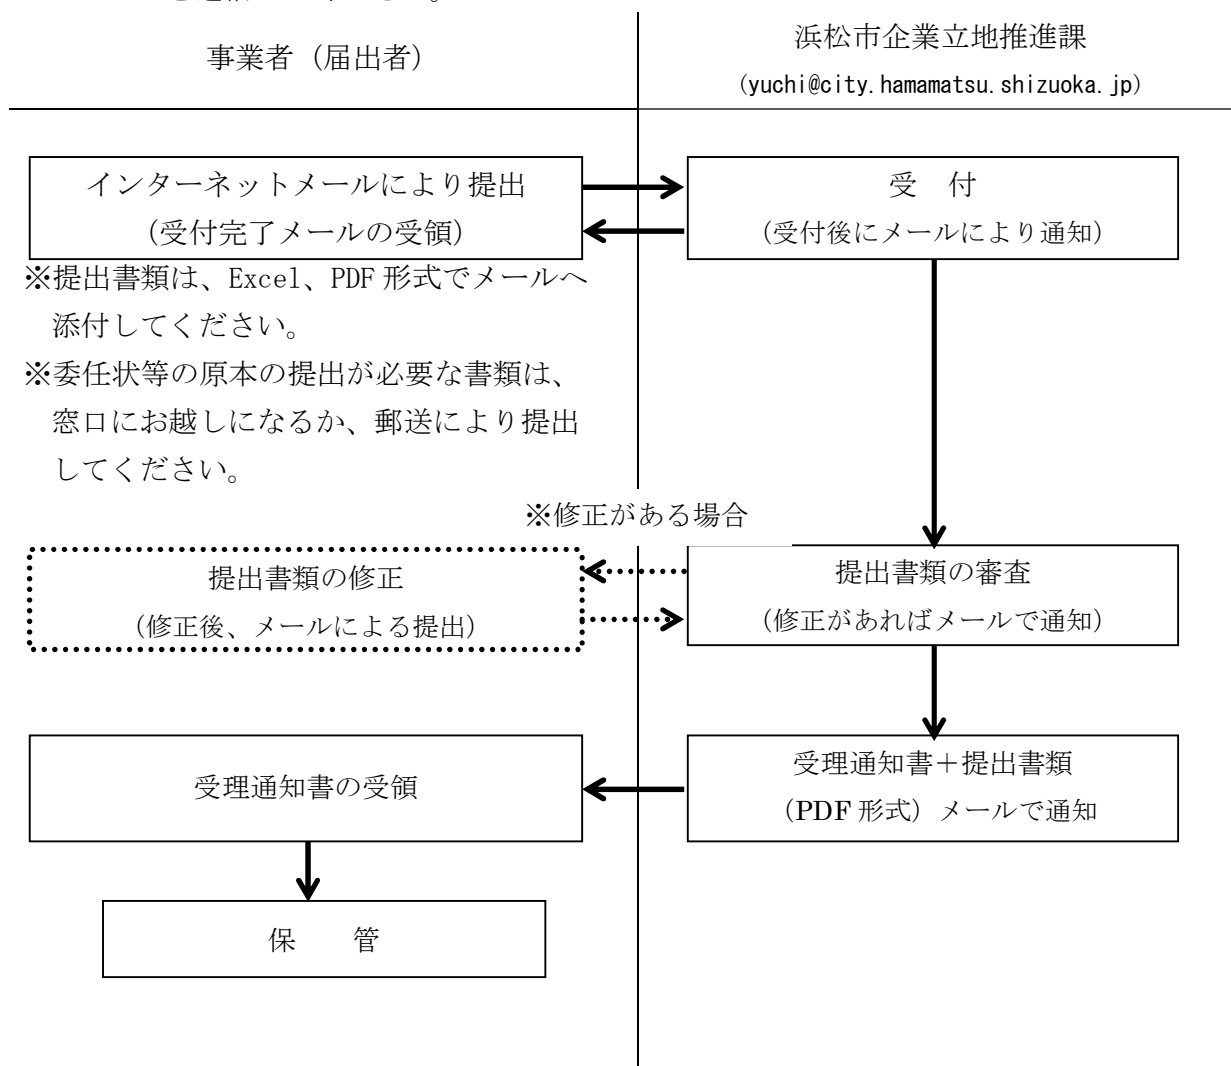 事業者（届出者）
浜松市企業立地推進課
(yuchi@city.hamamatsu.shizuoka.jp)
インターネットメールにより提出
（受付完了メールの受領）
受　付
（受付後にメールにより通知）
※提出書類は、Excel、PDF 形式でメールへ
添付してください。
※委任状等の原本の提出が必要な書類は、
窓口にお越しになるか、郵送により提出
してください。
※修正がある場合
提出書類の修正
（修正後、メールによる提出）
提出書類の審査
（修正があればメールで通知）
受理通知書の受領
受理通知書＋提出書類
（PDF 形式）メールで通知
保　　管